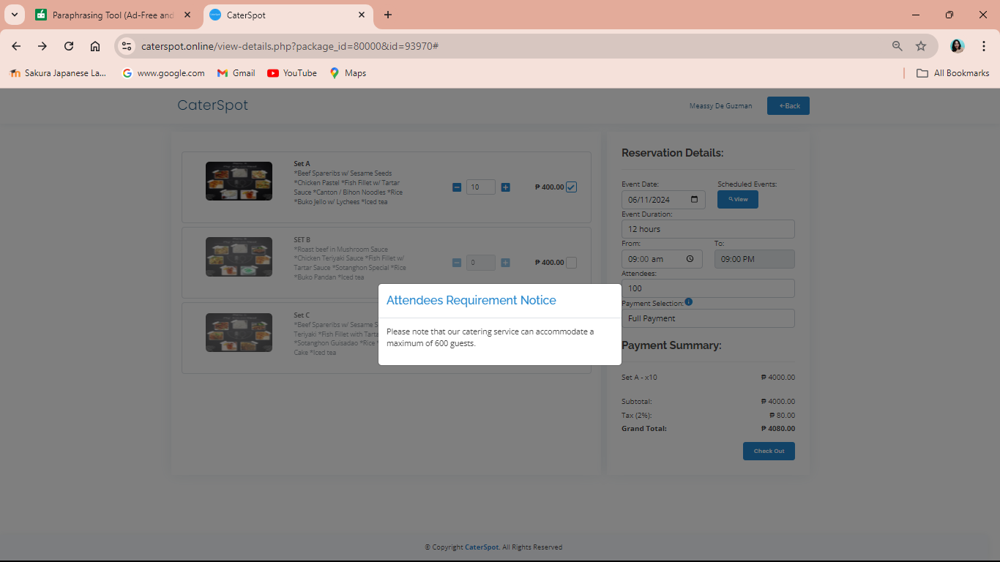 Paraphrasing Tool (Ad-Free and
CaterSpot
caterspot.online/view-details.php?package_id=80000&id=93970#
Sakura Japanese La...
www.google.com
Gmail
YouTube
Maps
All Bookmarks
CaterSpot
Meassy De Guzman
←Back
Set A
*Beef Spareribs w/ Sesame Seeds
*Chicken Pastel *Fish Fillet w/ Tartar
Sauce *Canton / Bihon Noodles *Rice
*Buko Jello w/ Lychees *Iced tea
10
₱ 400.00
SET B
*Roast beef in Mushroom Sauce
*Chicken Teriyaki Sauce *Fish Fillet w/
Tartar Sauce *Sotanghon Special *Rice
*Buko Pandan *Iced tea
0
₱ 400.00
Set C
*Beef Spareribs w/ Sesame S
Teriyaki *Fish Fillet with Tarta
*Sotanghon Guisadao *Rice *
Cake *Iced tea
Attendees Requirement Notice
Please note that our catering service can accommodate a
maximum of 600 guests.
Reservation Details:
Event Date:
Scheduled Events:
06/11/2024
View
Event Duration:
12 hours
From:
To:
09:00 am
09:00 PM
Attendees:
100
Payment Selection:
Full Payment
Payment Summary:
Set A - x10
₱ 4000.00
Subtotal:
₱ 4000.00
Tax (2%):
₱ 80.00
Grand Total:
₱ 4080.00
Check Out
© Copyright CaterSpot. All Rights Reserved